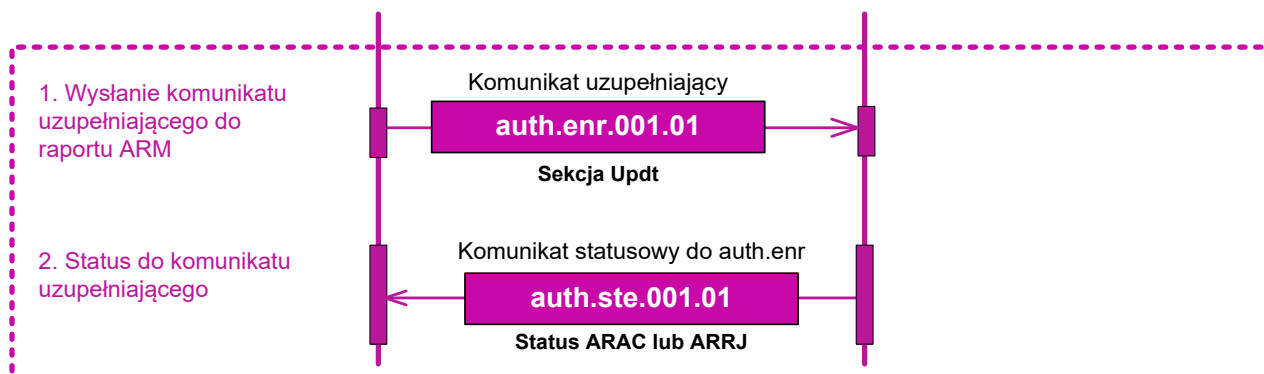 1. Wysłanie komunikatu
uzupełniającego do
raportu ARM
Komunikat uzupełniający
auth.enr.001.01
Sekcja Updt
2. Status do komunikatu
uzupełniającego
Komunikat statusowy do auth.enr
auth.ste.001.01
Status ARAC lub ARRJ